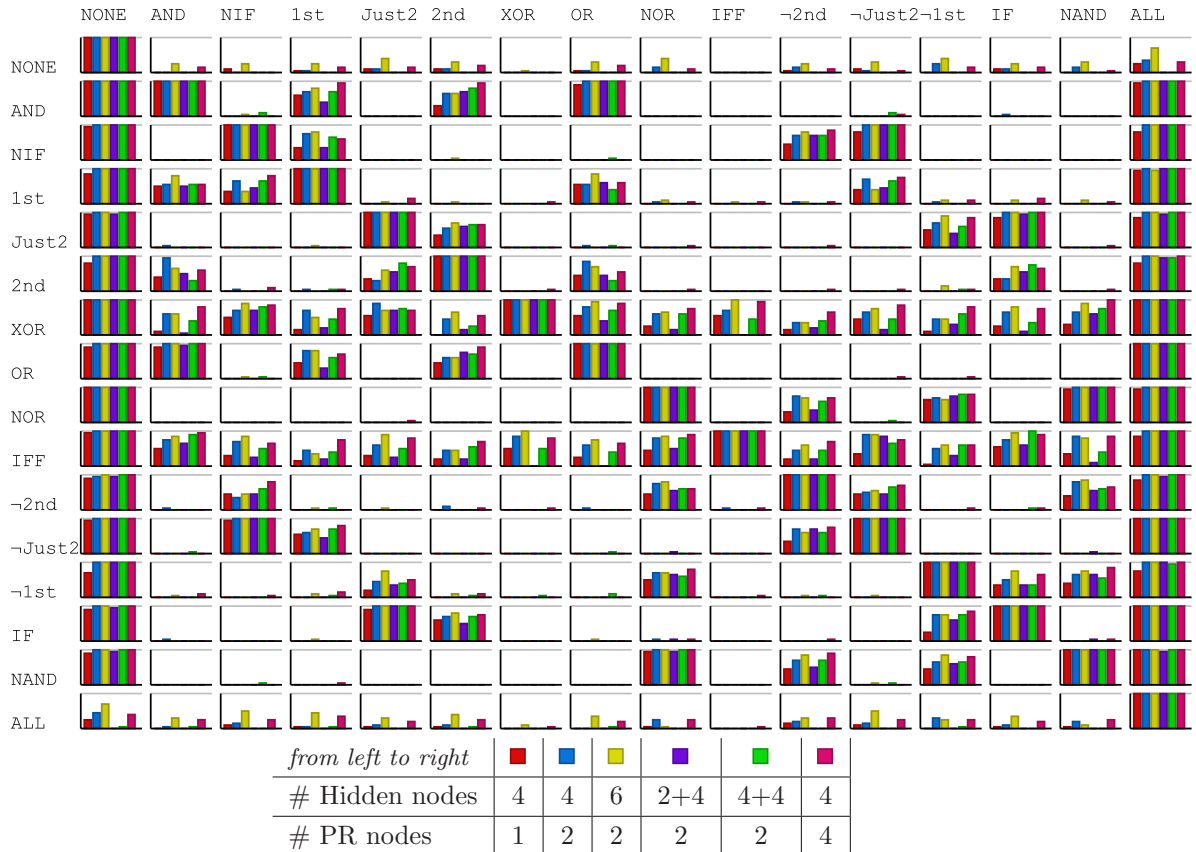 NONE AND NIF 1st Just2 2nd XOR OR NOR IFF ¬2nd ¬Just2 ¬1st IF NAND ALL
NONE
AND
NIF
1st
Just2
2nd
XOR
OR
NOR
IFF
¬2nd
¬Just2
¬1st
IF
NAND
ALL
from left to right
# Hidden nodes 4 4 6 2+4 4+4 4
# PR nodes 1 2 2 2 2 4